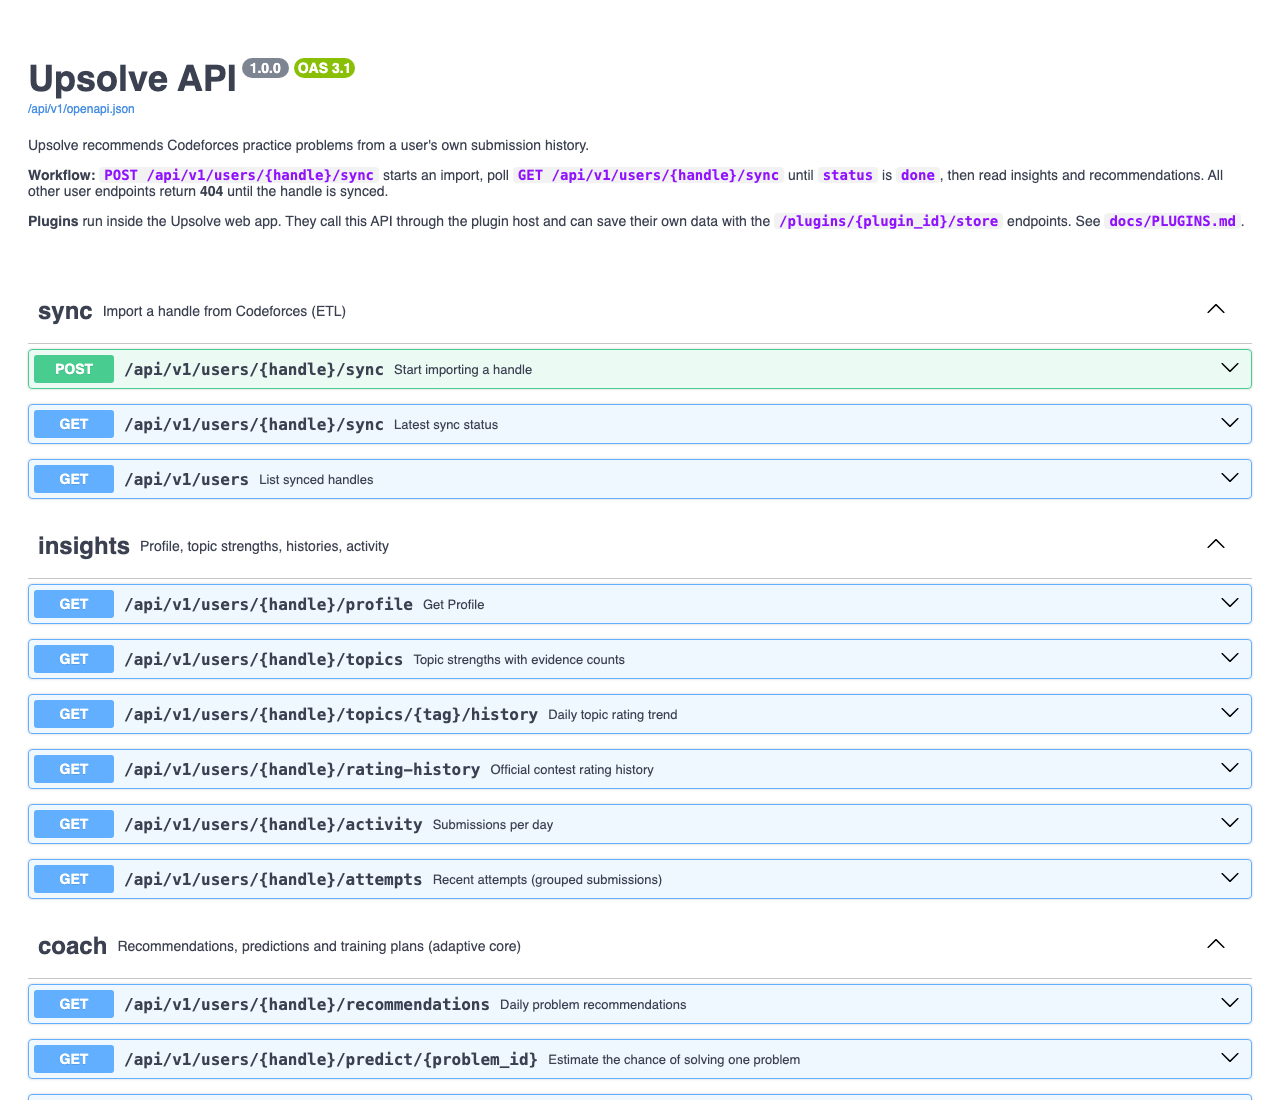 Upsolve API 1.0.0 OAS 3.1
/api/v1/openapi.json
Upsolve recommends Codeforces practice problems from a user's own submission history.
Workflow: POST /api/v1/users/{handle}/sync starts an import, poll GET /api/v1/users/{handle}/sync until status is done, then read insights and recommendations. All
other user endpoints return 404 until the handle is synced.
Plugins run inside the Upsolve web app. They call this API through the plugin host and can save their own data with the /plugins/{plugin_id}/store endpoints. See docs/PLUGINS.md.
sync Import a handle from Codeforces (ETL)
POST /api/v1/users/{handle}/sync Start importing a handle
GET /api/v1/users/{handle}/sync Latest sync status
GET /api/v1/users List synced handles
insights Profile, topic strengths, histories, activity
GET /api/v1/users/{handle}/profile Get Profile
GET /api/v1/users/{handle}/topics Topic strengths with evidence counts
GET /api/v1/users/{handle}/topics/{tag}/history Daily topic rating trend
GET /api/v1/users/{handle}/rating-history Official contest rating history
GET /api/v1/users/{handle}/activity Submissions per day
GET /api/v1/users/{handle}/attempts Recent attempts (grouped submissions)
coach Recommendations, predictions and training plans (adaptive core)
GET /api/v1/users/{handle}/recommendations Daily problem recommendations
GET /api/v1/users/{handle}/predict/{problem_id} Estimate the chance of solving one problem